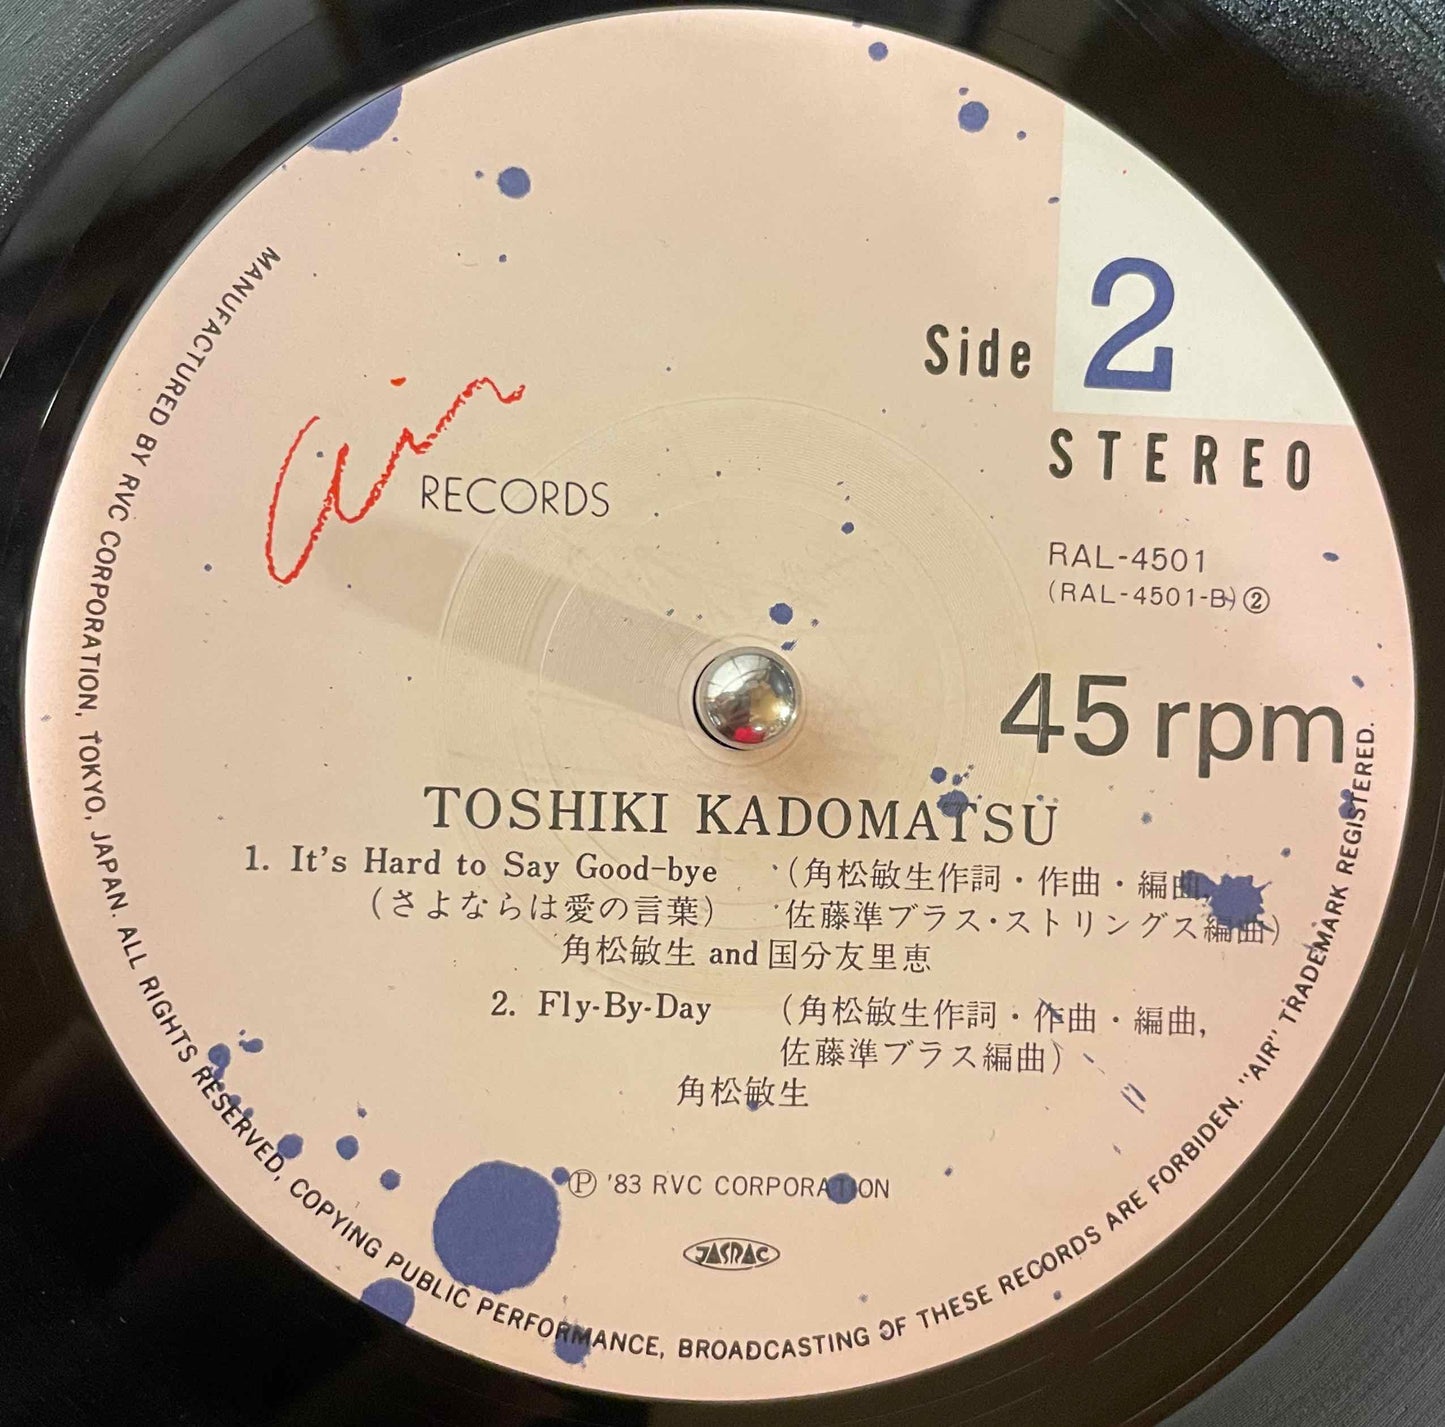 Side 2
STEREO
air RECORDS
RAL-4501
(RAL-4501-B)②
45 rpm
TOSHIKI KADOMATSU
1. It's Hard to Say Good-bye (角松敏生作詞・作曲・編曲,
(さよならは愛の言葉) 佐藤準ブラス・ストリングス編曲)
角松敏生 and 国分友里恵
2. Fly-By-Day (角松敏生作詞・作曲・編曲,
佐藤準ブラス編曲)
角松敏生
Ⓟ '83 RVC CORPORATION
JASRAC
MANUFACTURED BY RVC CORPORATION, TOKYO, JAPAN. ALL RIGHTS RESERVED, COPYING PUBLIC PERFORMANCE, BROADCASTING OF THESE RECORDS ARE FORBIDEN. "AIR" TRADEMARK REGISTERED.